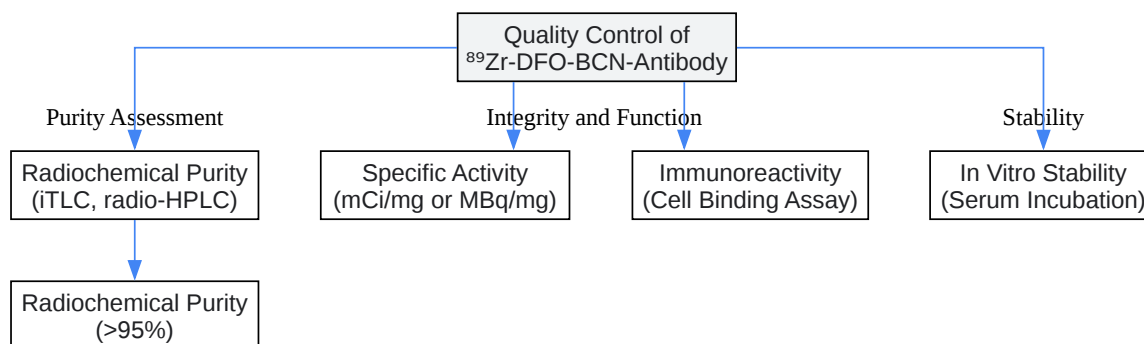 Quality Control of
⁸⁹Zr-DFO-BCN-Antibody
Purity Assessment
Integrity and Function
Stability
Radiochemical Purity
(iTLC, radio-HPLC)
Specific Activity
(mCi/mg or MBq/mg)
Immunoreactivity
(Cell Binding Assay)
In Vitro Stability
(Serum Incubation)
Radiochemical Purity
(>95%)